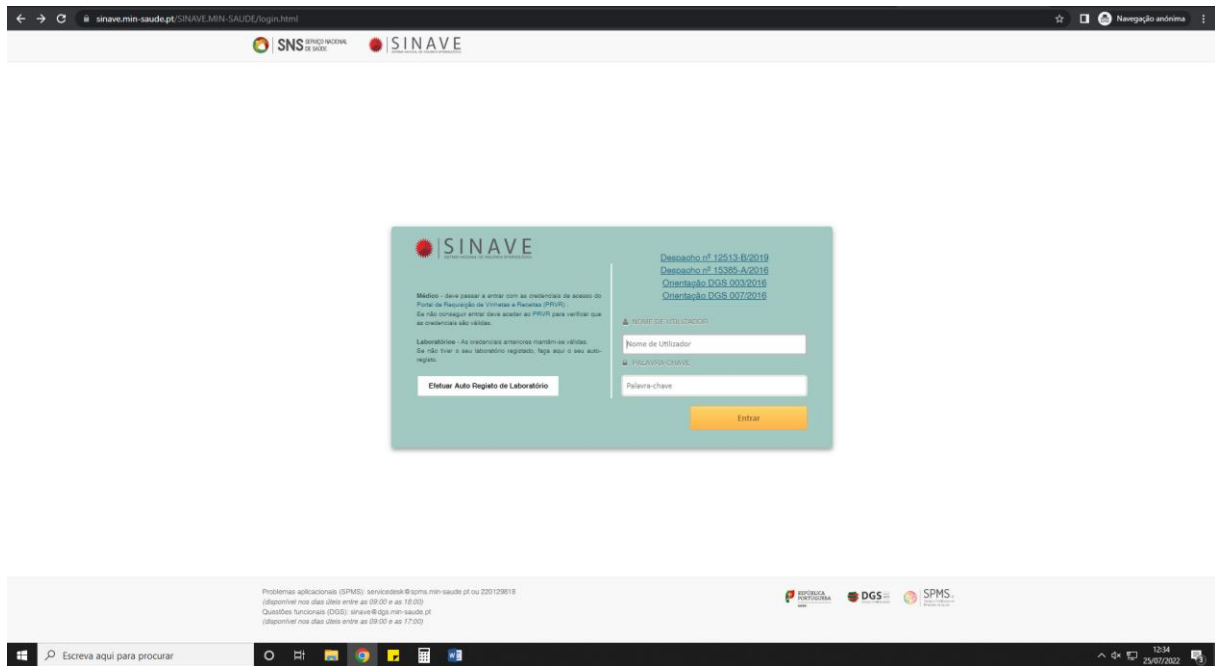 sinave.min-saude.pt/SINAVE.MIN-SAUDE/login.html
Navegação anónima
SNS SERVIÇO NACIONAL
DE SAÚDE
SINAVE
SINAVE
Despacho nº 12513-B/2019
Despacho nº 15385-A/2016
Orientação DGS 003/2016
Orientação DGS 007/2016
Médico - deve passar a entrar com as credenciais de acesso do
Portal de Requisição de Vinhetas e Receitas (PRVR) .
Se não conseguir entrar deve aceder ao PRVR para verificar que
as credenciais são válidas.
Laboratórios - As credenciais anteriores mantêm-se válidas.
Se não tiver o seu laboratório registado, faça aqui o seu auto-
registo.
Efetuar Auto Registo de Laboratório
NOME DE UTILIZADOR
Nome de Utilizador
PALAVRA-CHAVE
Palavra-chave
Entrar
Problemas aplicacionais (SPMS): servicedesk@spms.min-saude.pt ou 220129818
(disponível nos dias úteis entre as 09:00 e as 18:00)
Questões funcionais (DGS): sinave@dgs.min-saude.pt
(disponível nos dias úteis entre as 09:00 e as 17:00)
REPÚBLICA
PORTUGUESA
DGS
SPMS
Escreva aqui para procurar
12:34
25/07/2022